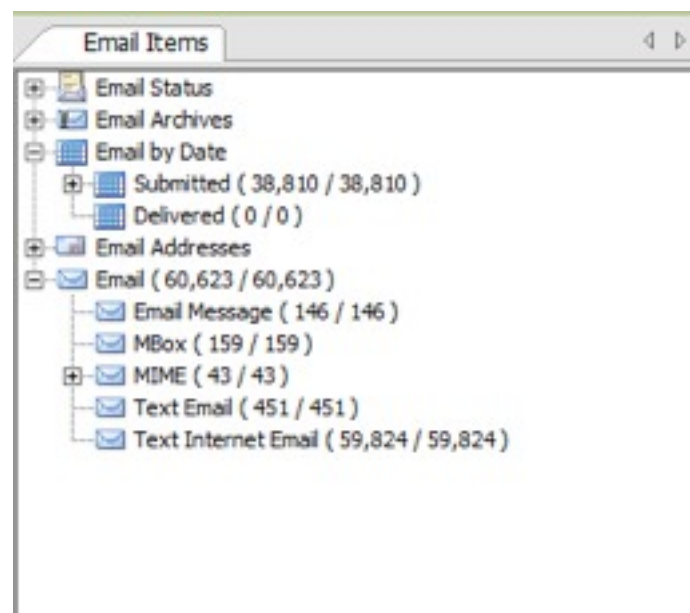 Email Items
Email Status
Email Archives
Email by Date
Submitted ( 38,810 / 38,810 )
Delivered ( 0 / 0 )
Email Addresses
Email ( 60,623 / 60,623 )
Email Message ( 146 / 146 )
MBox ( 159 / 159 )
MIME ( 43 / 43 )
Text Email ( 451 / 451 )
Text Internet Email ( 59,824 / 59,824 )